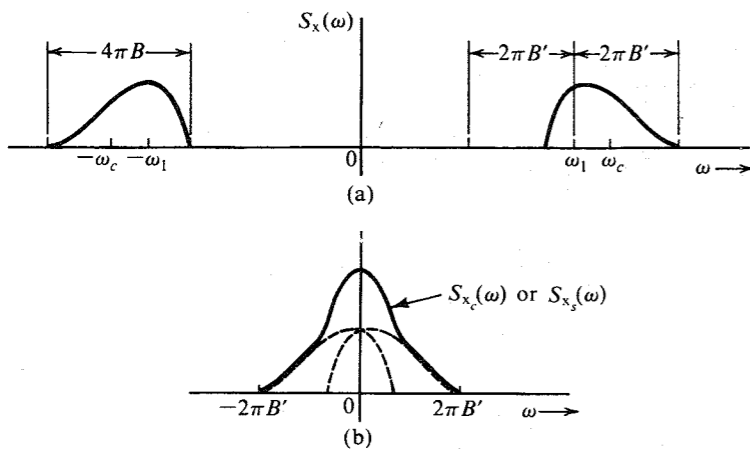 S_x(ω)
4πB
2πB′ 2πB′
−ω_c −ω_1 0 ω_1 ω_c ω
(a)
S_{x_c}(ω) or S_{x_s}(ω)
−2πB′ 0 2πB′ ω
(b)